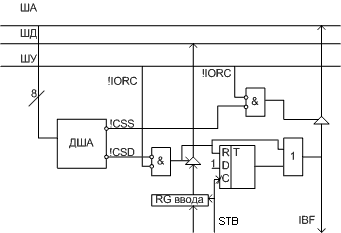 ША
ШД
ШУ
!IORC
!IORC
8
&
!CSS
ДША
!CSD
&
R T
1 D
C
1
RG ввода
STB
IBF